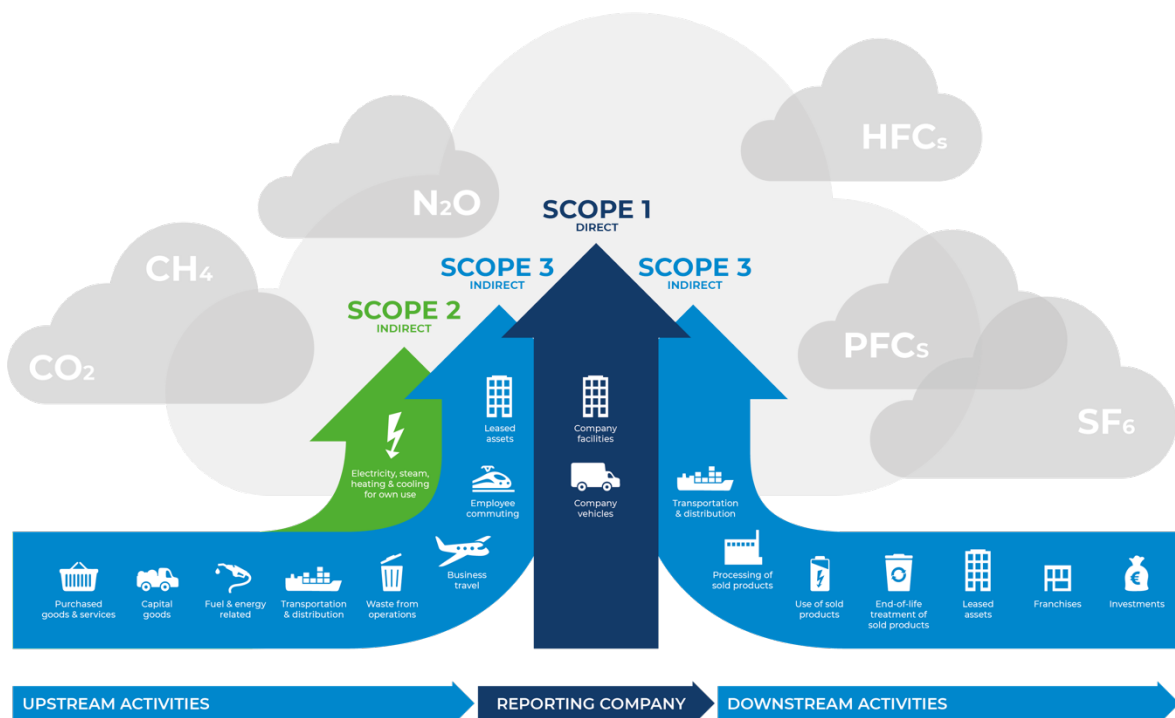 HFCs
N₂O
SCOPE 1
DIRECT
CH₄
SCOPE 3
INDIRECT
SCOPE 3
INDIRECT
SCOPE 2
INDIRECT
CO₂
PFCs
SF₆
Electricity, steam,
heating & cooling
for own use
Leased
assets
Employee
commuting
Business
travel
Company
facilities
Company
vehicles
Transportation
& distribution
Processing of
sold products
Purchased
goods & services
Capital
goods
Fuel & energy
related
Transportation
& distribution
Waste from
operations
Use of sold
products
End-of-life
treatment of
sold products
Leased
assets
Franchises
€
Investments
UPSTREAM ACTIVITIES
REPORTING COMPANY
DOWNSTREAM ACTIVITIES